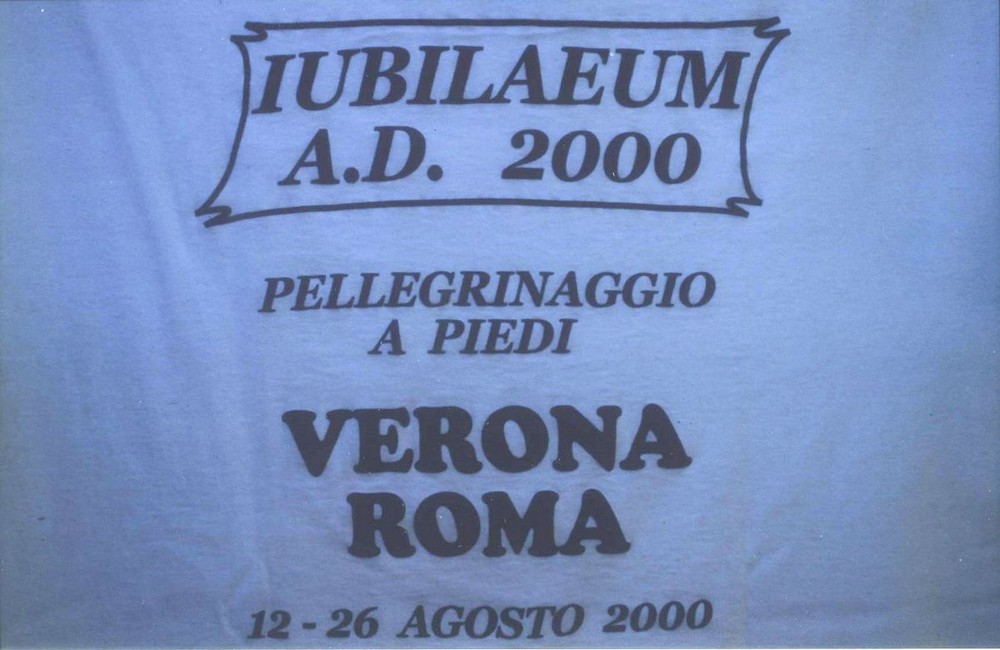 IUBILAEUM
A.D. 2000
PELLEGRINAGGIO
A PIEDI
VERONA
ROMA
12 - 26 AGOSTO 2000